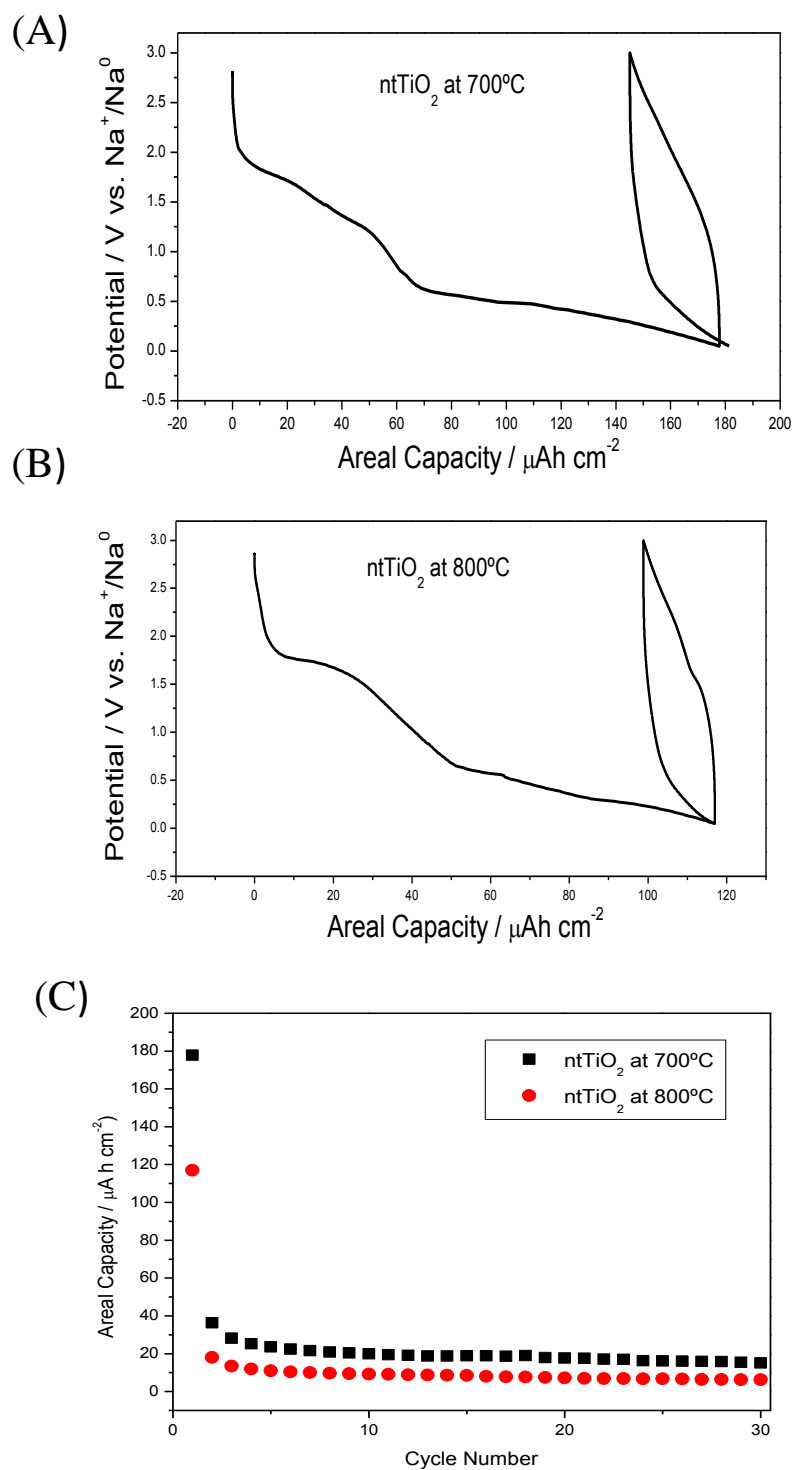 (A)
3.0
2.5
2.0
1.5
1.0
0.5
0.0
-0.5
Potential / V vs. Na⁺/Na⁰
ntTiO₂ at 700ºC
-20 0 20 40 60 80 100 120 140 160 180 200
Areal Capacity / μAh cm⁻²
(B)
3.0
2.5
2.0
1.5
1.0
0.5
0.0
-0.5
Potential / V vs. Na⁺/Na⁰
ntTiO₂ at 800ºC
-20 0 20 40 60 80 100 120
Areal Capacity / μAh cm⁻²
(C)
200
180
160
140
120
100
80
60
40
20
0
Areal Capacity / μA h cm⁻²
ntTiO₂ at 700ºC
ntTiO₂ at 800ºC
0 10 20 30
Cycle Number